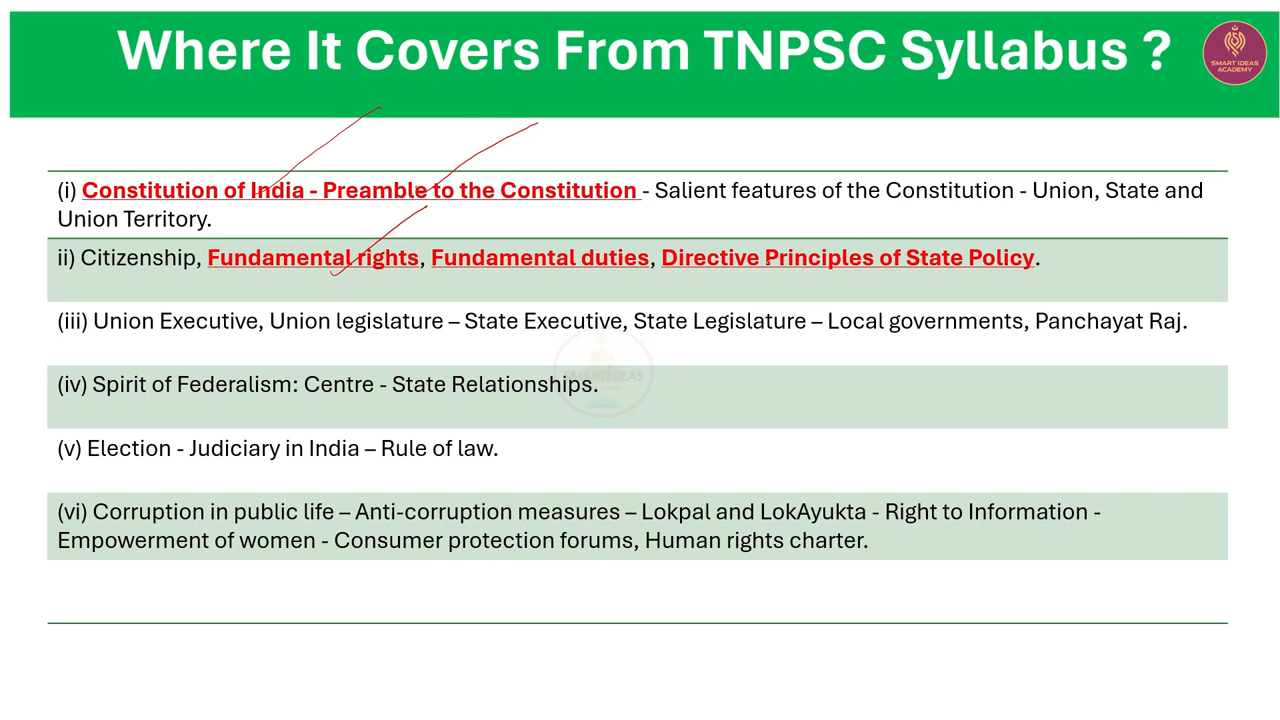 Where It Covers From TNPSC Syllabus ?
SMART IDEAS
ACADEMY
(i) Constitution of India - Preamble to the Constitution - Salient features of the Constitution - Union, State and
Union Territory.
ii) Citizenship, Fundamental rights, Fundamental duties, Directive Principles of State Policy.
(iii) Union Executive, Union legislature – State Executive, State Legislature – Local governments, Panchayat Raj.
(iv) Spirit of Federalism: Centre - State Relationships.
SMART IDEAS
(v) Election - Judiciary in India – Rule of law.
(vi) Corruption in public life – Anti-corruption measures – Lokpal and LokAyukta - Right to Information -
Empowerment of women - Consumer protection forums, Human rights charter.